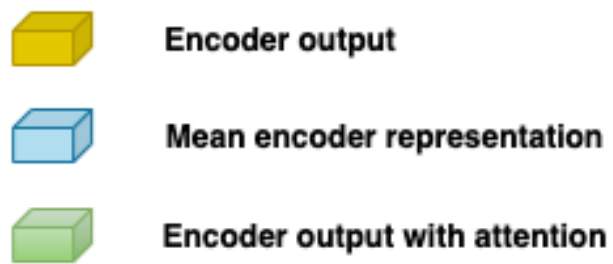 Encoder output
Mean encoder representation
Encoder output with attention